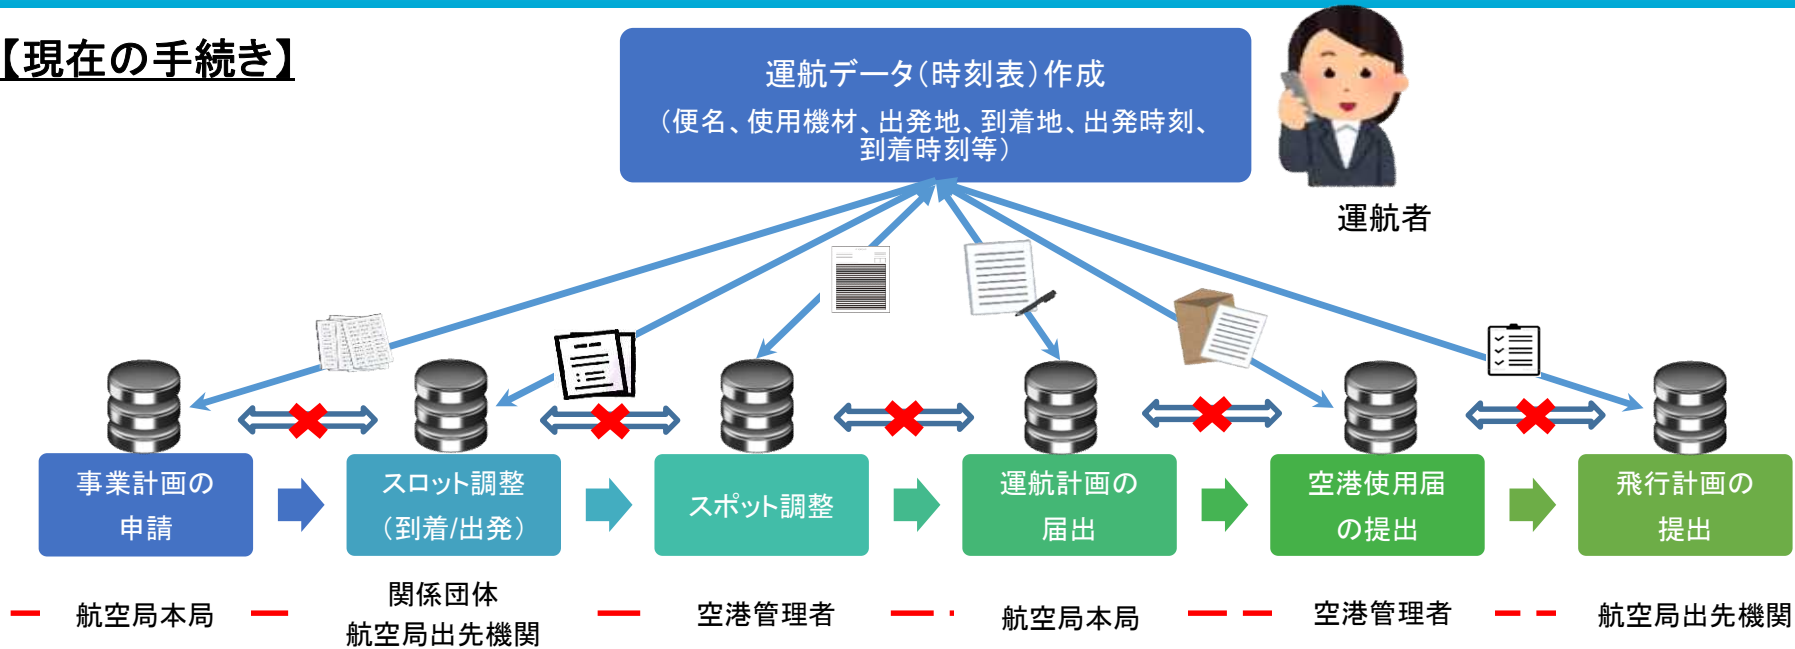 【現在の手続き】
運航データ（時刻表）作成
（便名、使用機材、出発地、到着地、出発時刻、
到着時刻等）
運航者
事業計画の
申請
スロット調整
（到着/出発）
スポット調整
運航計画の
届出
空港使用届
の提出
飛行計画の
提出
航空局本局
関係団体
航空局出先機関
空港管理者
航空局本局
空港管理者
航空局出先機関